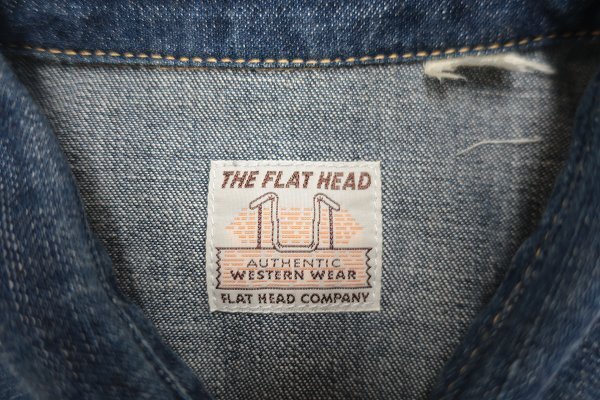 THE FLAT HEAD
AUTHENTIC
WESTERN WEAR
FLAT HEAD COMPANY